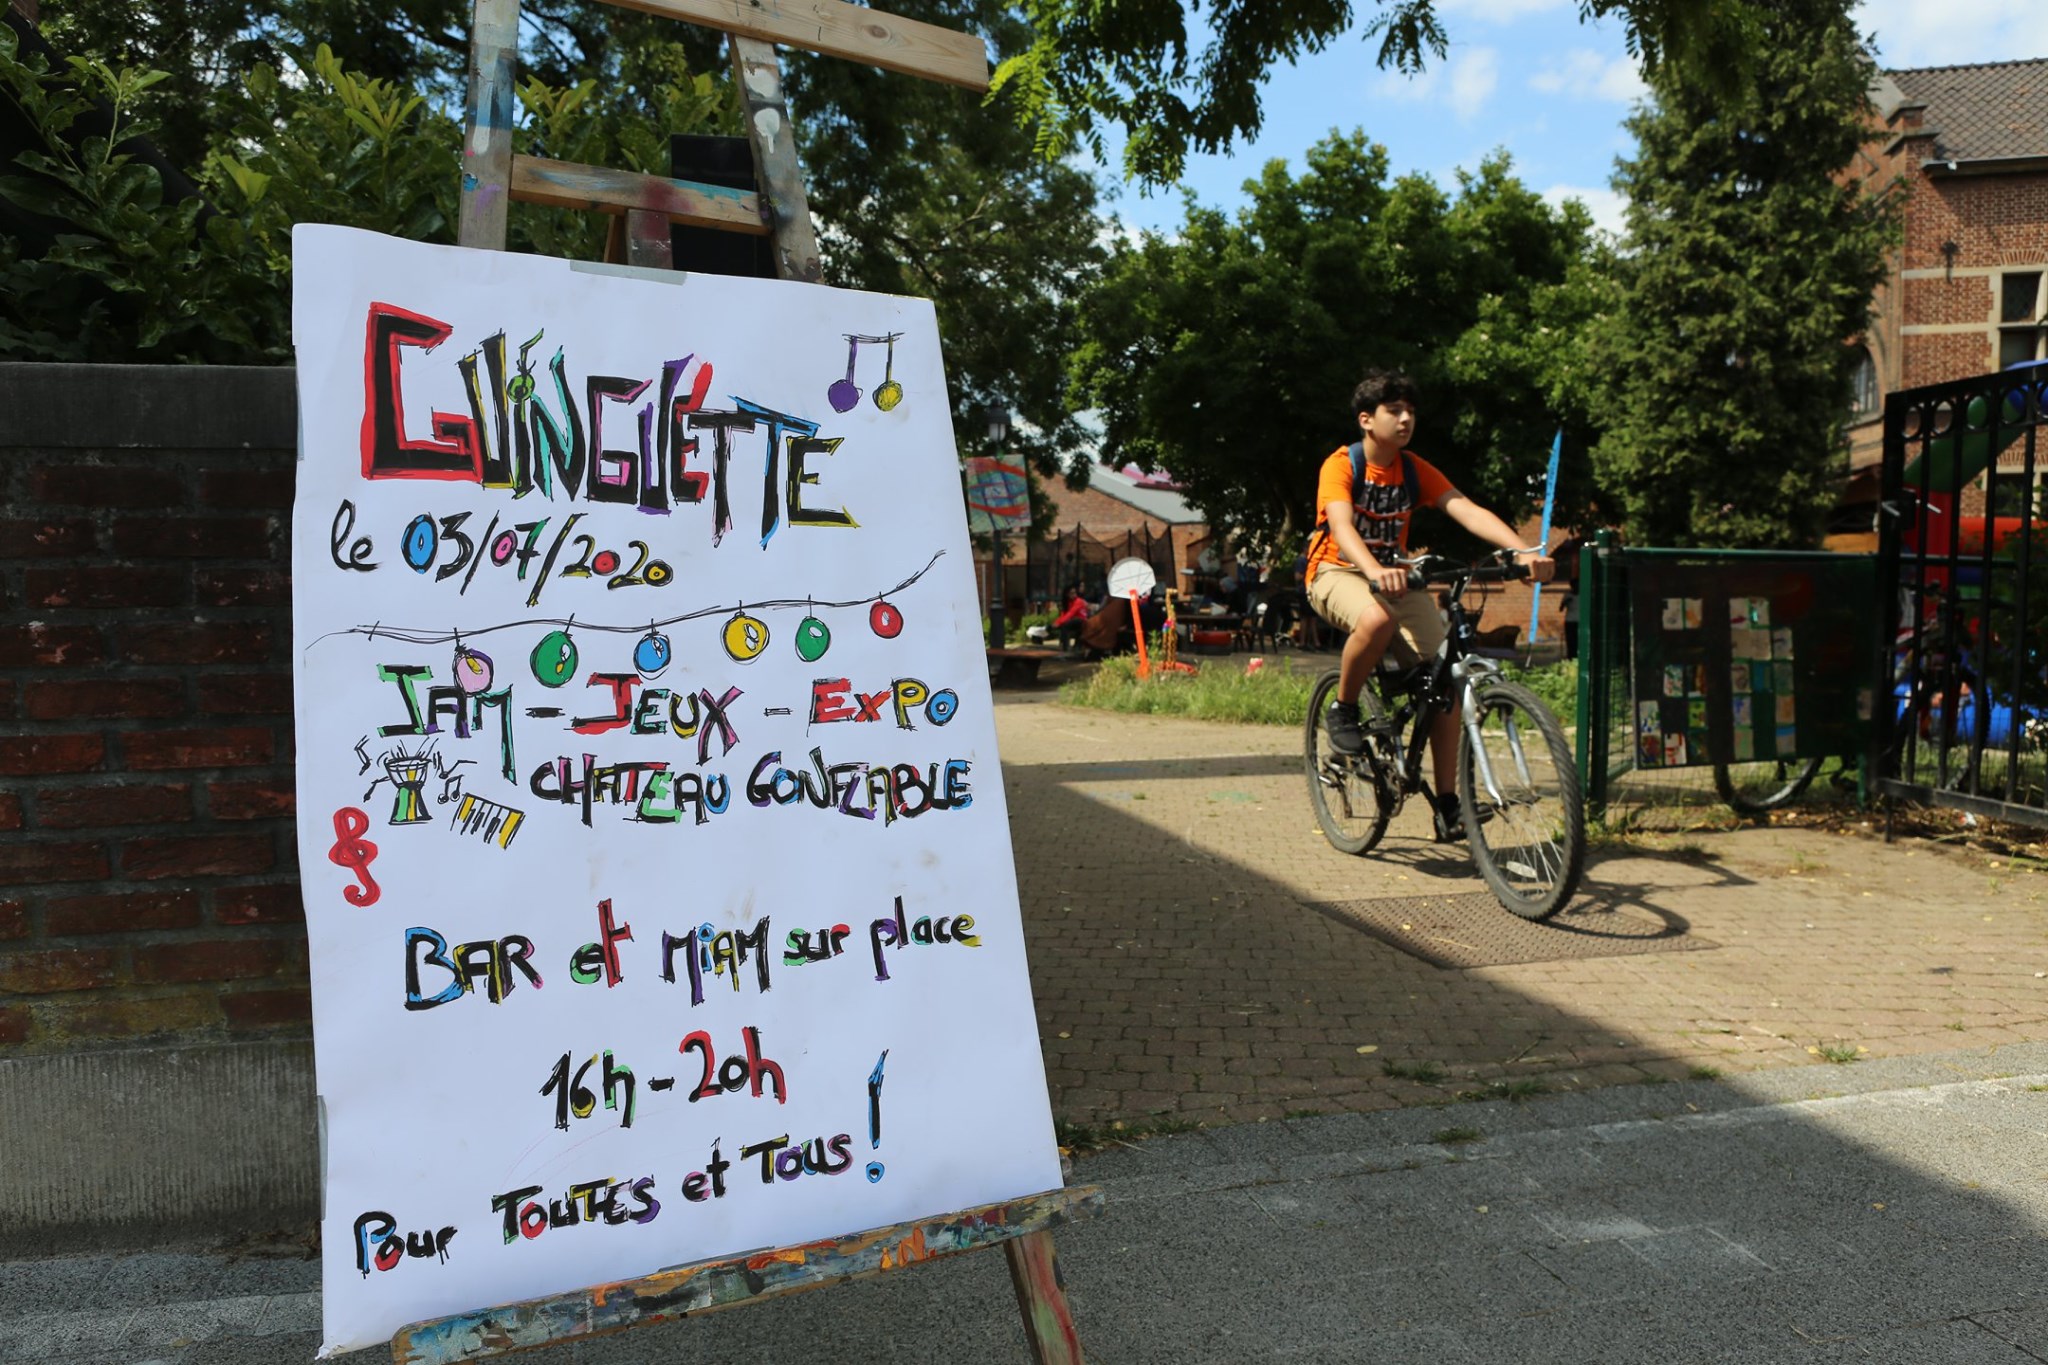 GUINGUETTE
le 03/07/2020
JAM - JEUX - EXPO
CHATEAU GONFLABLE
BAR et MIAM sur place
16h - 20h
Pour TOUTES et TOUS !